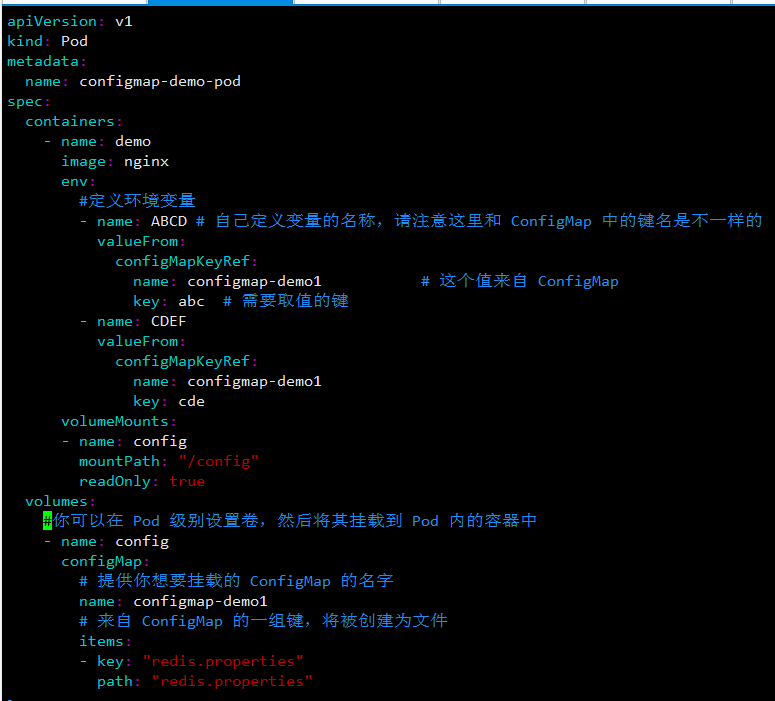 apiVersion: v1
kind: Pod
metadata:
  name: configmap-demo-pod
spec:
  containers:
    - name: demo
      image: nginx
      env:
        #定义环境变量
        - name: ABCD # 自己定义变量的名称，请注意这里和 ConfigMap 中的键名是不一样的
          valueFrom:
            configMapKeyRef:
              name: configmap-demo1           # 这个值来自 ConfigMap
              key: abc  # 需要取值的键
        - name: CDEF
          valueFrom:
            configMapKeyRef:
              name: configmap-demo1
              key: cde
      volumeMounts:
      - name: config
        mountPath: "/config"
        readOnly: true
  volumes:
    #你可以在 Pod 级别设置卷，然后将其挂载到 Pod 内的容器中
    - name: config
      configMap:
        # 提供你想要挂载的 ConfigMap 的名字
        name: configmap-demo1
        # 来自 ConfigMap 的一组键，将被创建为文件
        items:
        - key: "redis.properties"
          path: "redis.properties"